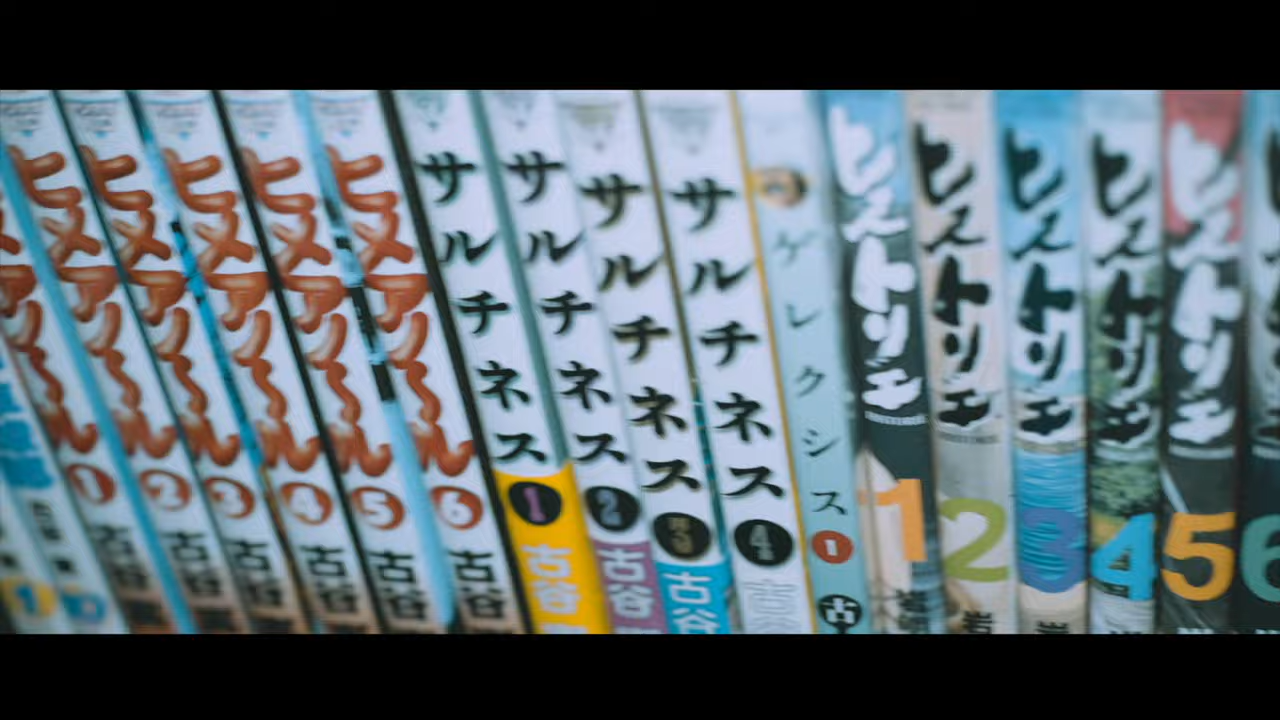 ヒメアノ~ル 1 古谷
ヒメアノ~ル 2 古谷
ヒメアノ~ル 3 古谷
ヒメアノ~ル 4 古谷
ヒメアノ~ル 5 古谷
ヒメアノ~ル 6 古谷
サルチネス 1 古谷
サルチネス 2 古谷
サルチネス 3 古谷
サルチネス 4 古谷
ゲレクシス 1 古
ヒストリエ 1
ヒストリエ 2 岩
ヒストリエ 3 岩
ヒストリエ 4
ヒストリエ 5
6